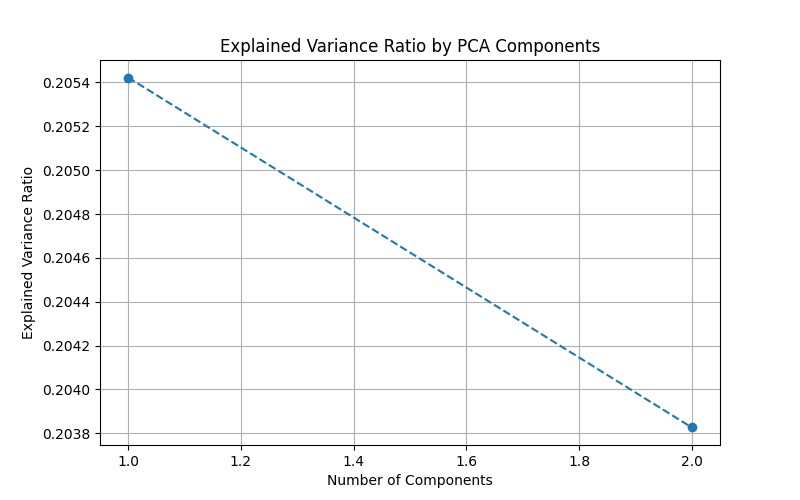 Explained Variance Ratio by PCA Components
Explained Variance Ratio
0.2054
0.2052
0.2050
0.2048
0.2046
0.2044
0.2042
0.2040
0.2038
1.0 1.2 1.4 1.6 1.8 2.0
Number of Components